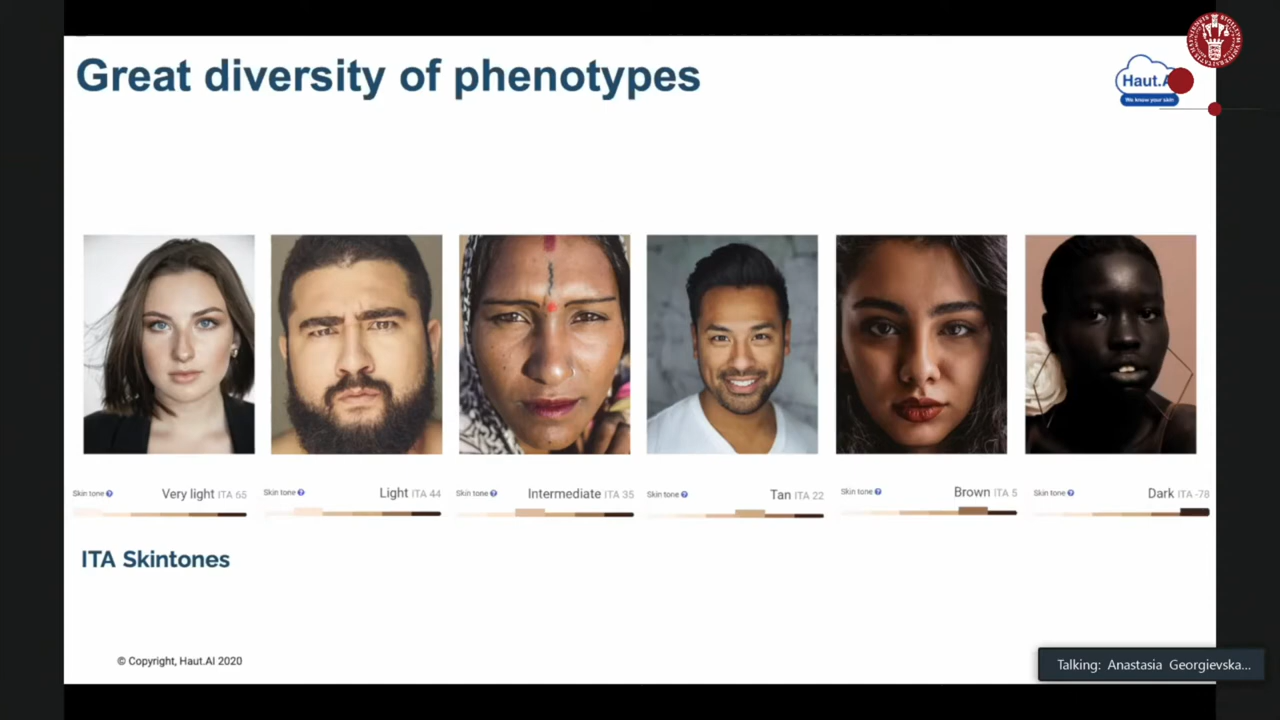 Great diversity of phenotypes
Haut.A
We know your skin
Skin tone ? Very light ITA 65
Skin tone ? Light ITA 44
Skin tone ? Intermediate ITA 35
Skin tone ? Tan ITA 22
Skin tone ? Brown ITA 5
Skin tone ? Dark ITA -78
ITA Skintones
© Copyright, Haut.AI 2020
Talking: Anastasia Georgievska...